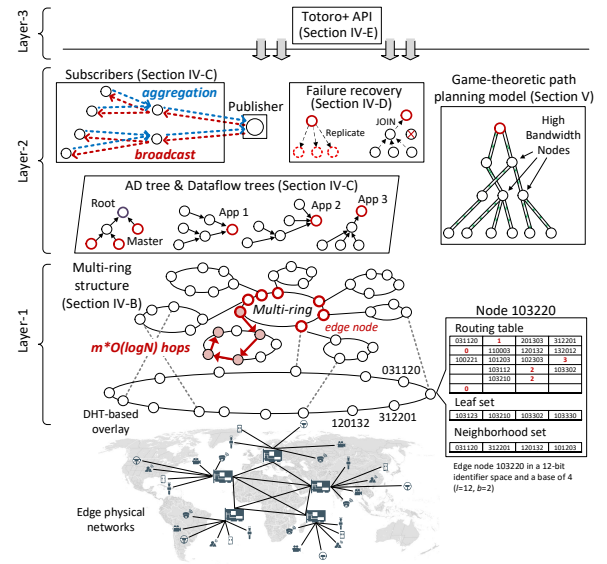 Layer-3
Totoro+ API
(Section IV-E)
Layer-2
Subscribers (Section IV-C)
aggregation
broadcast
Publisher
Failure recovery
(Section IV-D)
Replicate
JOIN
Game-theoretic path
planning model (Section V)
High
Bandwidth
Nodes
AD tree & Dataflow trees (Section IV-C)
Root
Master
App 1
App 2
App 3
Layer-1
Multi-ring
structure
(Section IV-B)
Multi-ring
edge node
m*O(logN) hops
031120
312201
120132
DHT-based
overlay
Edge physical
networks
Node 103220
Routing table
031120 1 201303 312201
0 110003 120132 132012
100221 101203 102303 3
103112 2 103302
103210 2
0
Leaf set
103123 103210 103302 103330
Neighborhood set
031120 312201 120132 101203
Edge node 103220 in a 12-bit
identifier space and a base of 4
(l=12, b=2)